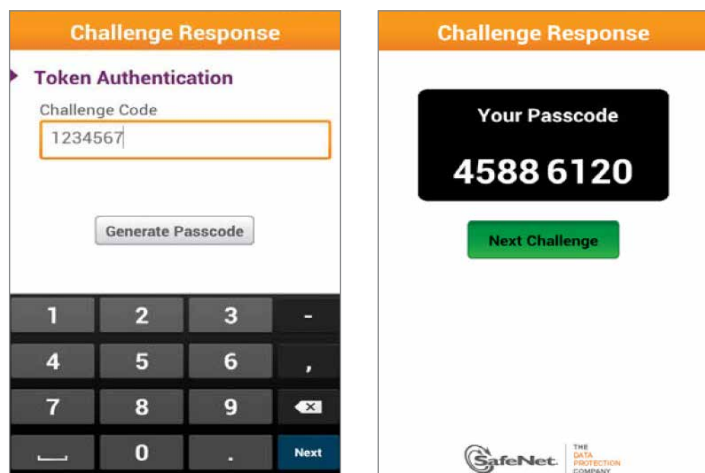 Challenge Response
Token Authentication
Challenge Code
1234567
Generate Passcode
1 2 3 -
4 5 6 ,
7 8 9
0 .
Next
Challenge Response
Your Passcode
4588 6120
Next Challenge
SafeNet
THE
DATA
PROTECTION
COMPANY